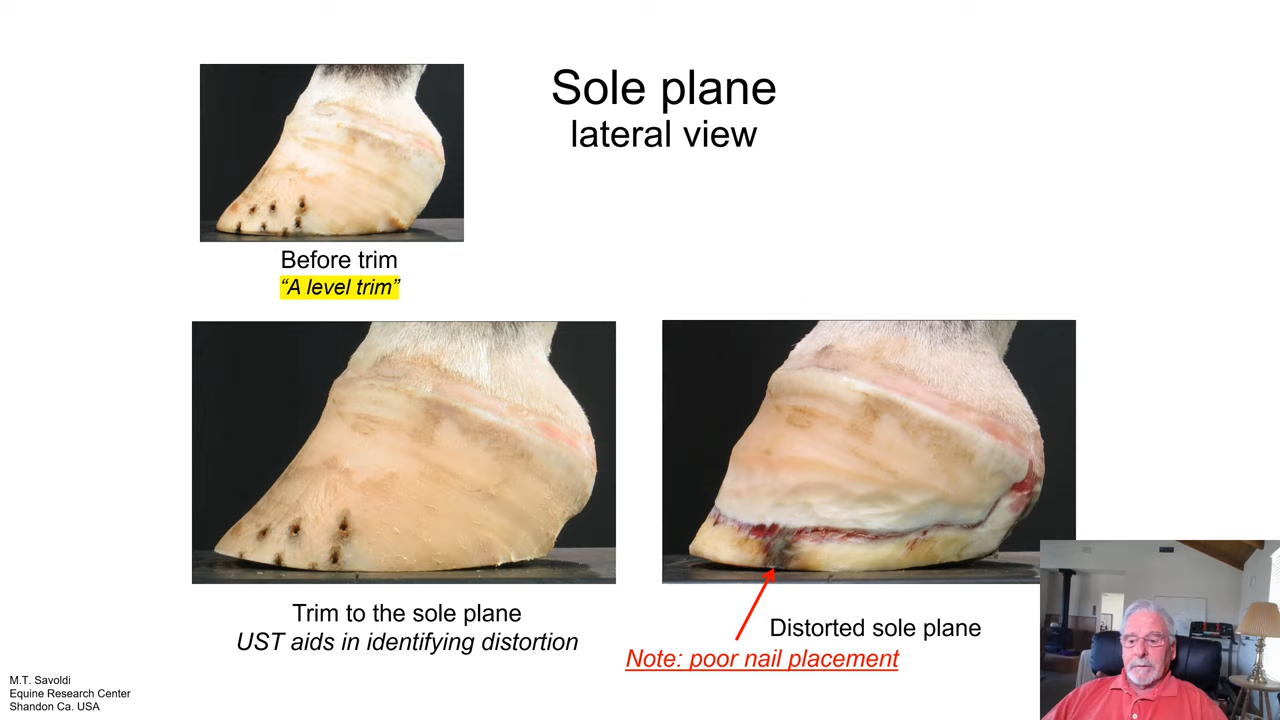 Sole plane
lateral view
Before trim
“A level trim”
Trim to the sole plane
UST aids in identifying distortion
Distorted sole plane
Note: poor nail placement
M.T. Savoldi
Equine Research Center
Shandon Ca. USA